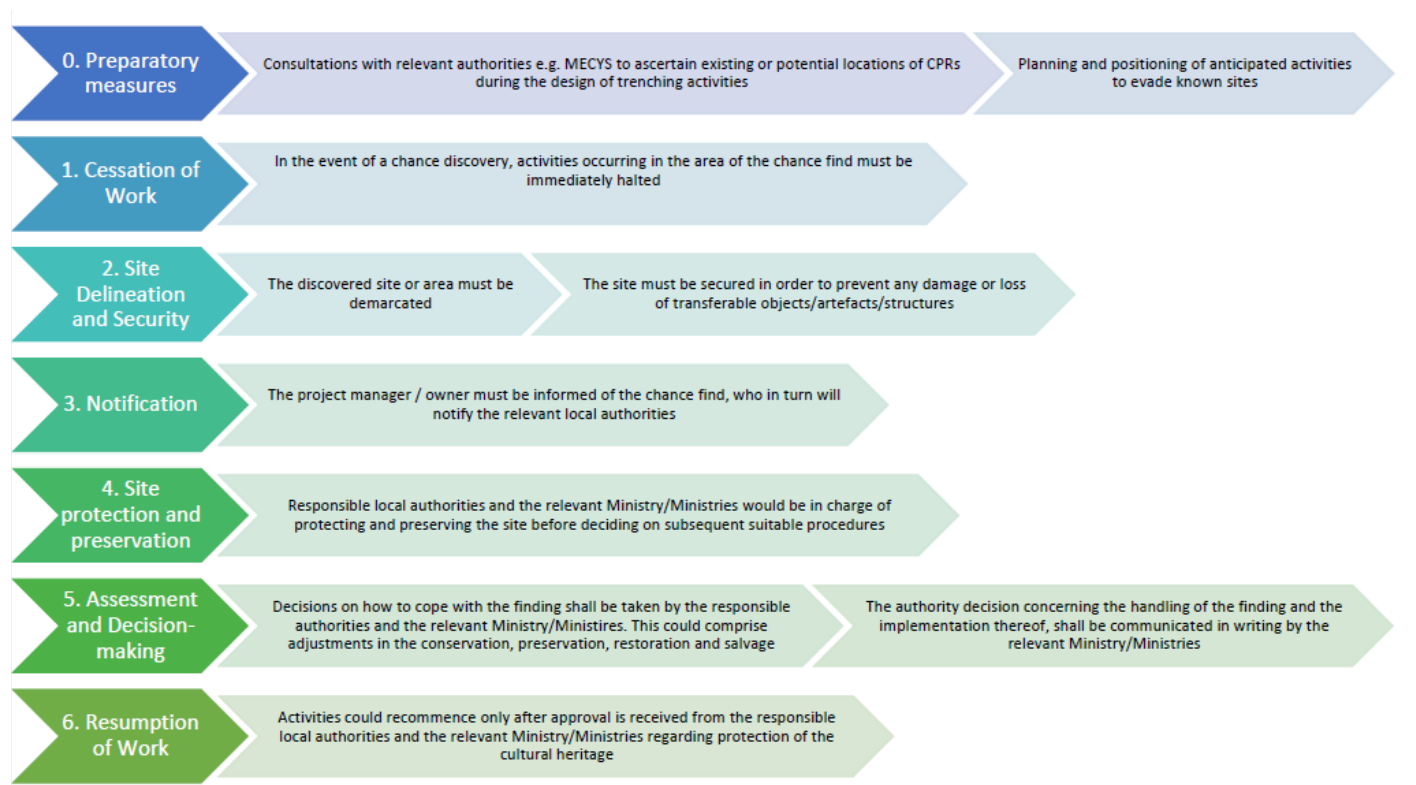 0. Preparatory
measures
Consultations with relevant authorities e.g. MECYS to ascertain existing or potential locations of CPRs
during the design of trenching activities
Planning and positioning of anticipated activities
to evade known sites
1. Cessation of
Work
In the event of a chance discovery, activities occurring in the area of the chance find must be
immediately halted
2. Site
Delineation
and Security
The discovered site or area must be
demarcated
The site must be secured in order to prevent any damage or loss
of transferable objects/artefacts/structures
3. Notification
The project manager / owner must be informed of the chance find, who in turn will
notify the relevant local authorities
4. Site
protection and
preservation
Responsible local authorities and the relevant Ministry/Ministries would be in charge of
protecting and preserving the site before deciding on subsequent suitable procedures
5. Assessment
and Decision-
making
Decisions on how to cope with the finding shall be taken by the responsible
authorities and the relevant Ministry/Ministires. This could comprise
adjustments in the conservation, preservation, restoration and salvage
The authority decision concerning the handling of the finding and the
implementation thereof, shall be communicated in writing by the
relevant Ministry/Ministries
6. Resumption
of Work
Activities could recommence only after approval is received from the responsible
local authorities and the relevant Ministry/Ministries regarding protection of the
cultural heritage